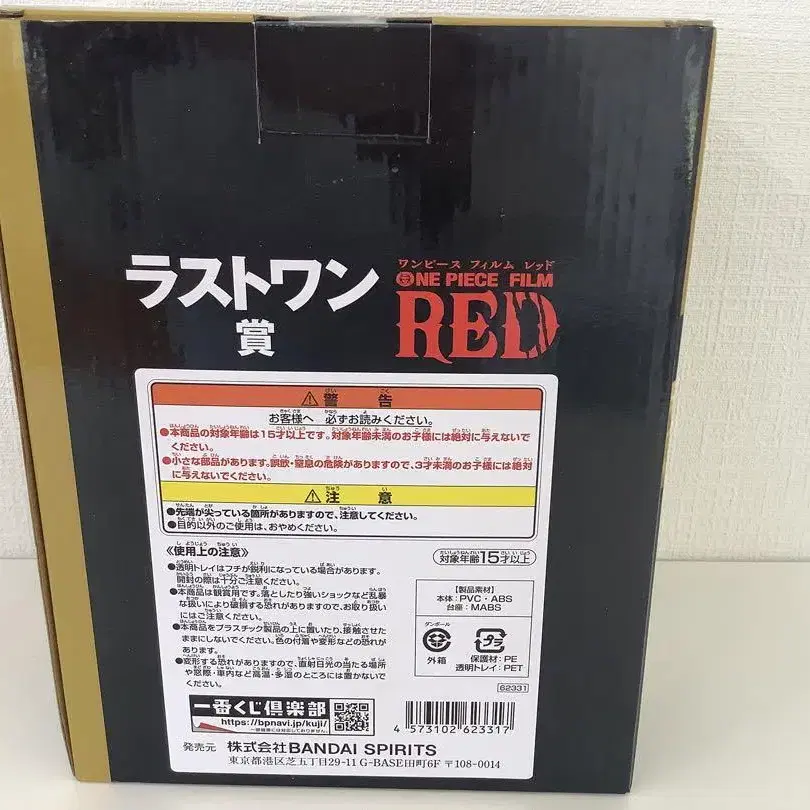 ラストワン
賞
ワンピース フィルム レッド
ONE PIECE FILM
RED
⚠警 告
お客様へ 必ずお読みください。
●本商品の対象年齢は15才以上です。対象年齢未満のお子様には絶対に与えないで
ください。
●小さな部品があります。誤飲・窒息の危険がありますので、3才未満のお子様には絶対
に与えないでください。
⚠注 意
●先端が尖っている箇所がありますので、注意してください。
●目的以外のご使用は、おやめください。
《使用上の注意》
対象年齢15才以上
●透明トレイはフチが鋭利になっている場合があります。
開封の際は十分ご注意ください。
●本商品は観賞用です。落としたり強いショックなど乱暴
な扱いにより破損する恐れがありますので、お取り扱い
にはご注意ください。
●本商品をプラスチック製品の上に置いたり、接触させた
ままにしないでください。色の付着や変形などの恐れが
あります。
●変形する恐れがありますので、直射日光の当たる場所
や窓際・車内など高温・多湿のところには置かないで
ください。
【製品素材】
本体:PVC・ABS
台座:MABS
ダンボール
外箱
プラ
保護材:PE
透明トレイ:PET
62331
一番くじ倶楽部
https://bpnavi.jp/kuji/
4 573102 623317
発売元 株式会社BANDAI SPIRITS
東京都港区芝五丁目29-11 G-BASE田町6F 〒108-0014